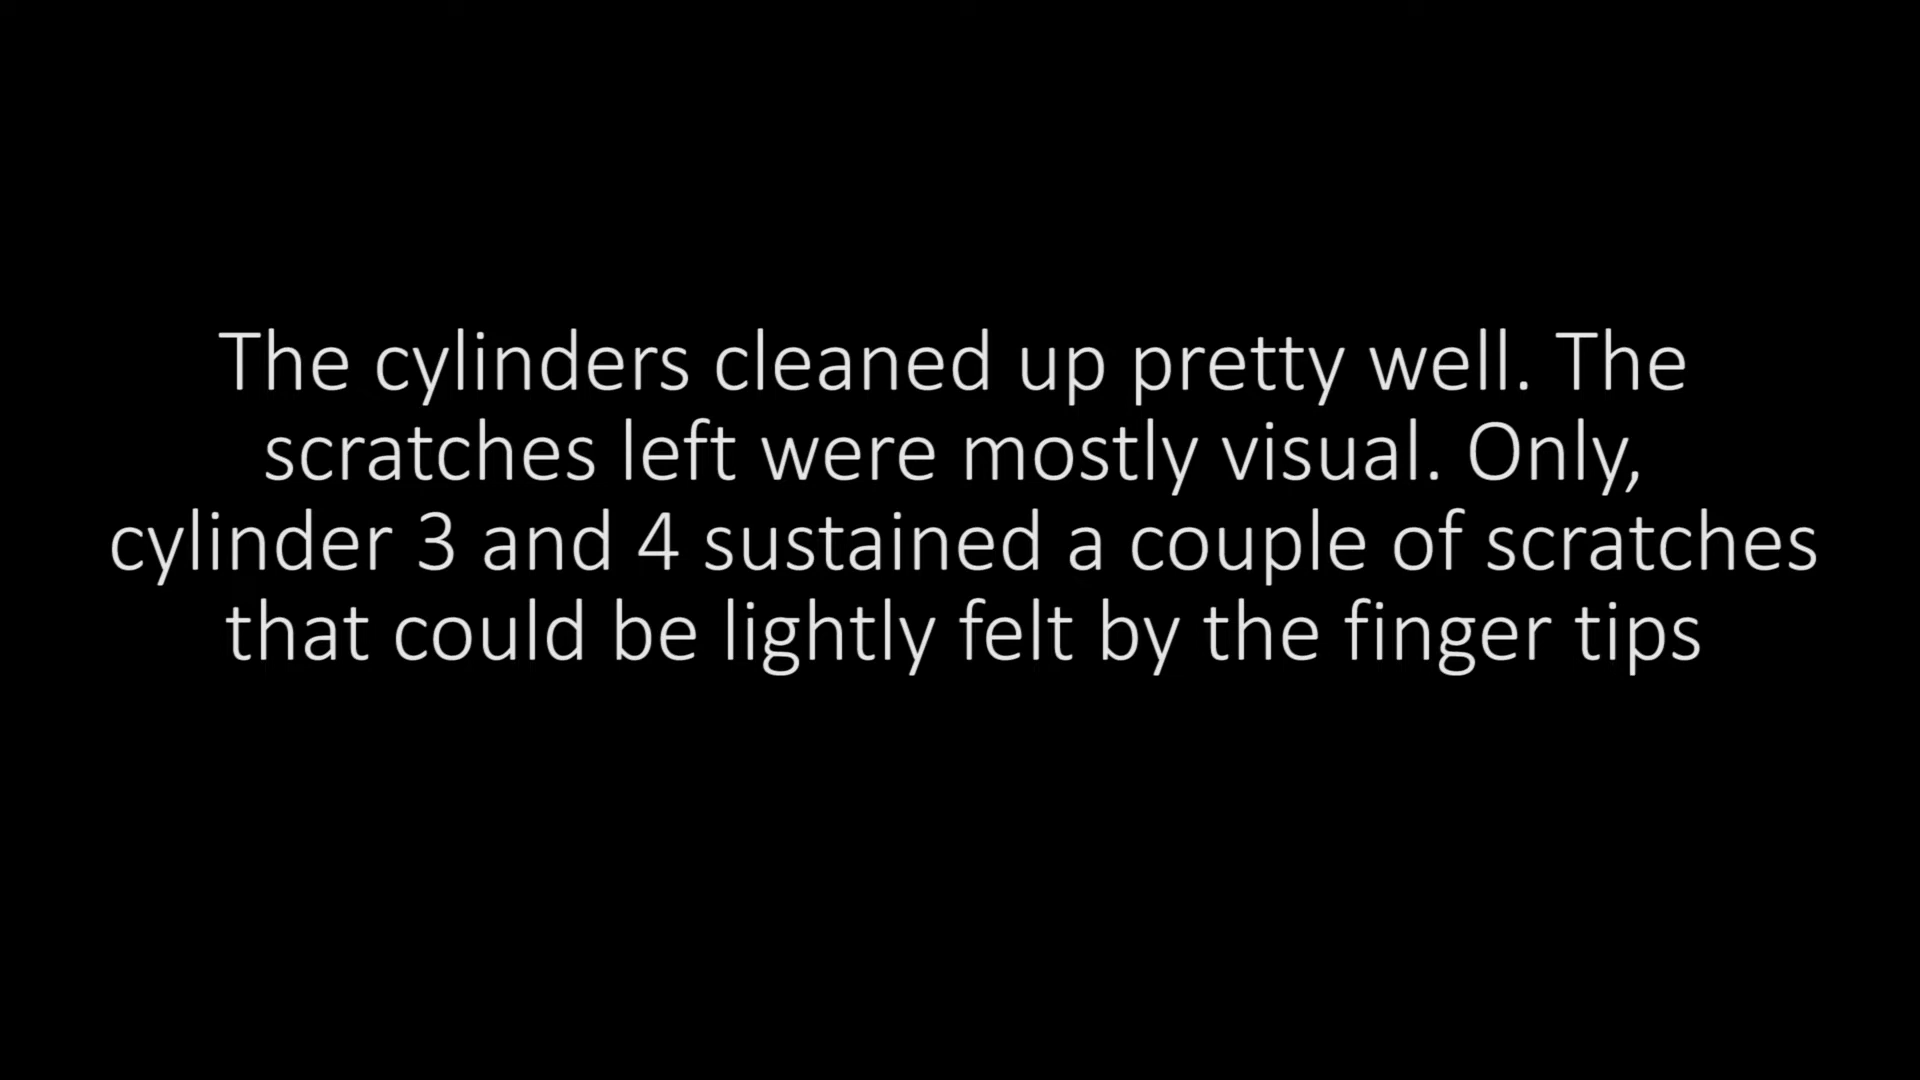 The cylinders cleaned up pretty well. The
scratches left were mostly visual. Only,
cylinder 3 and 4 sustained a couple of scratches
that could be lightly felt by the finger tips